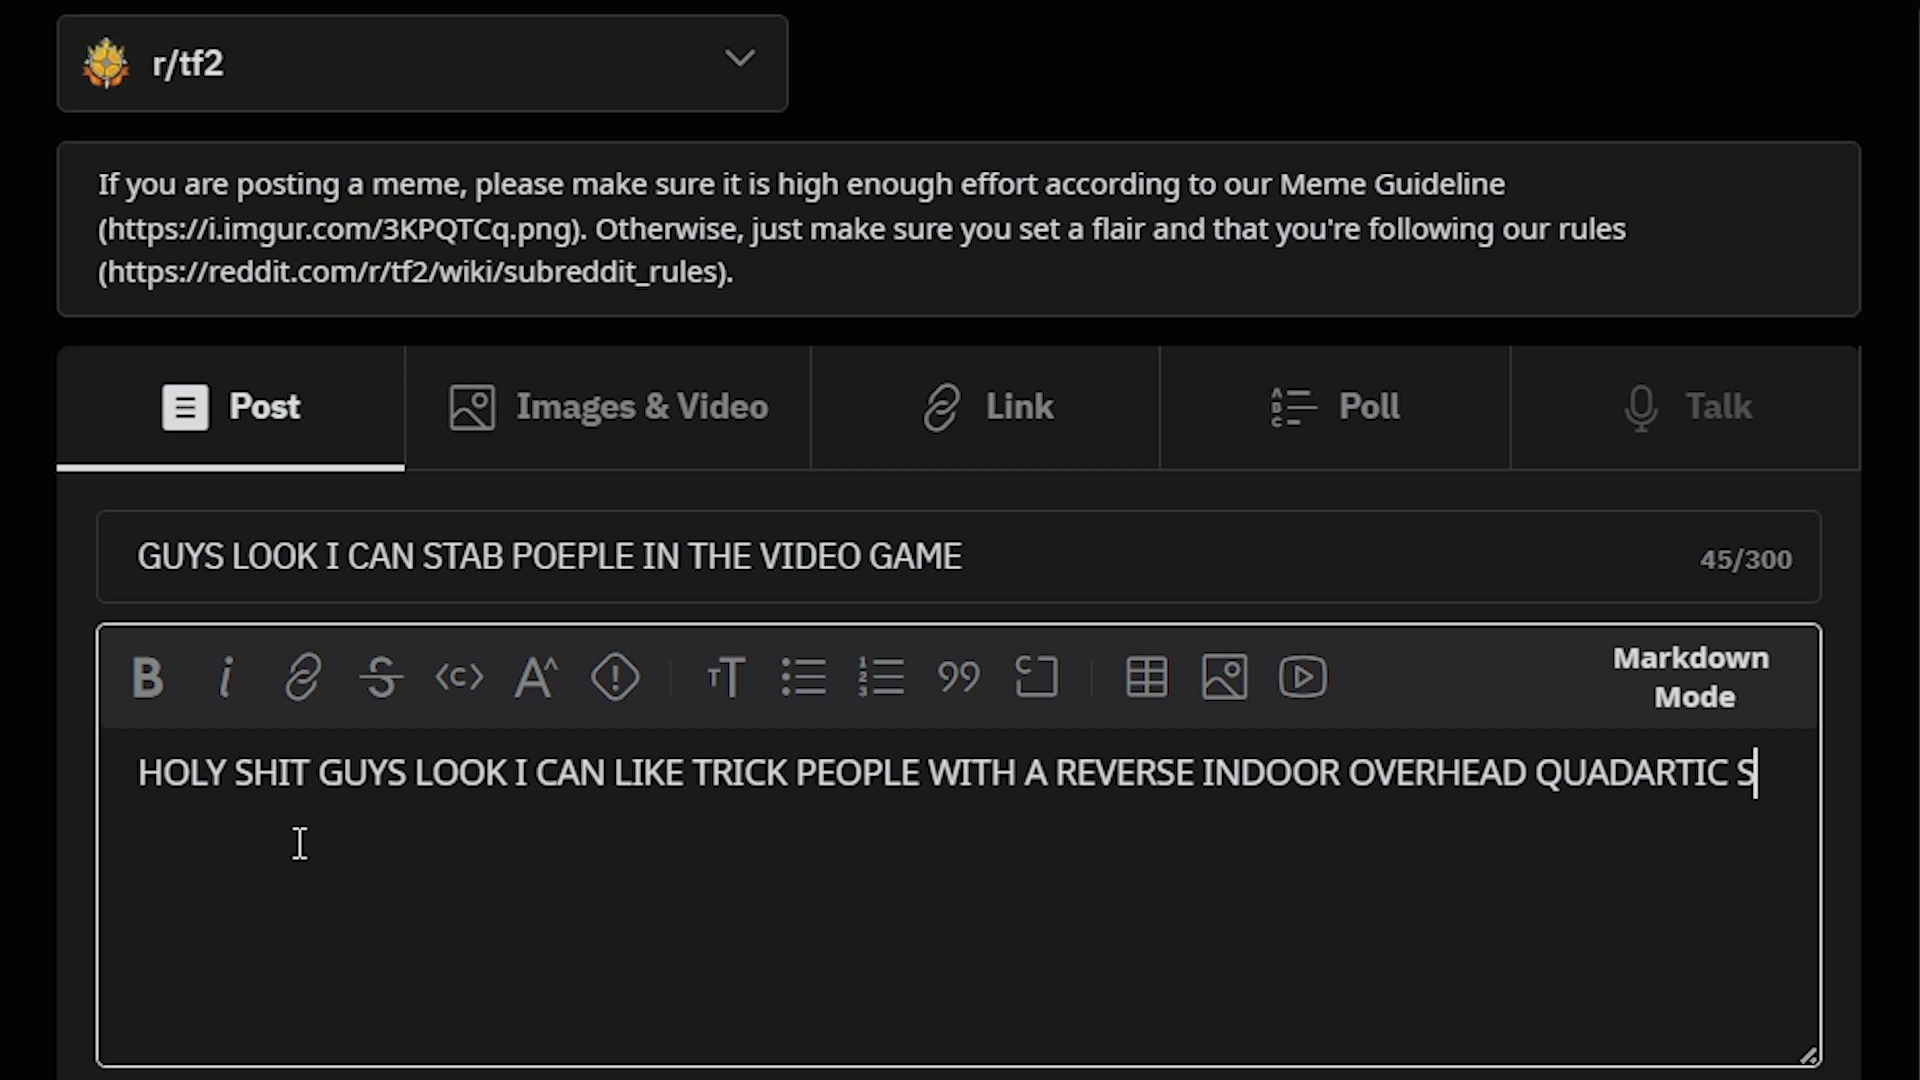 r/tf2
If you are posting a meme, please make sure it is high enough effort according to our Meme Guideline
(https://i.imgur.com/3KPQTCq.png). Otherwise, just make sure you set a flair and that you're following our rules
(https://reddit.com/r/tf2/wiki/subreddit_rules).
Post Images & Video Link Poll Talk
GUYS LOOK I CAN STAB POEPLE IN THE VIDEO GAME 45/300
Markdown
Mode
HOLY SHIT GUYS LOOK I CAN LIKE TRICK PEOPLE WITH A REVERSE INDOOR OVERHEAD QUADARTIC S